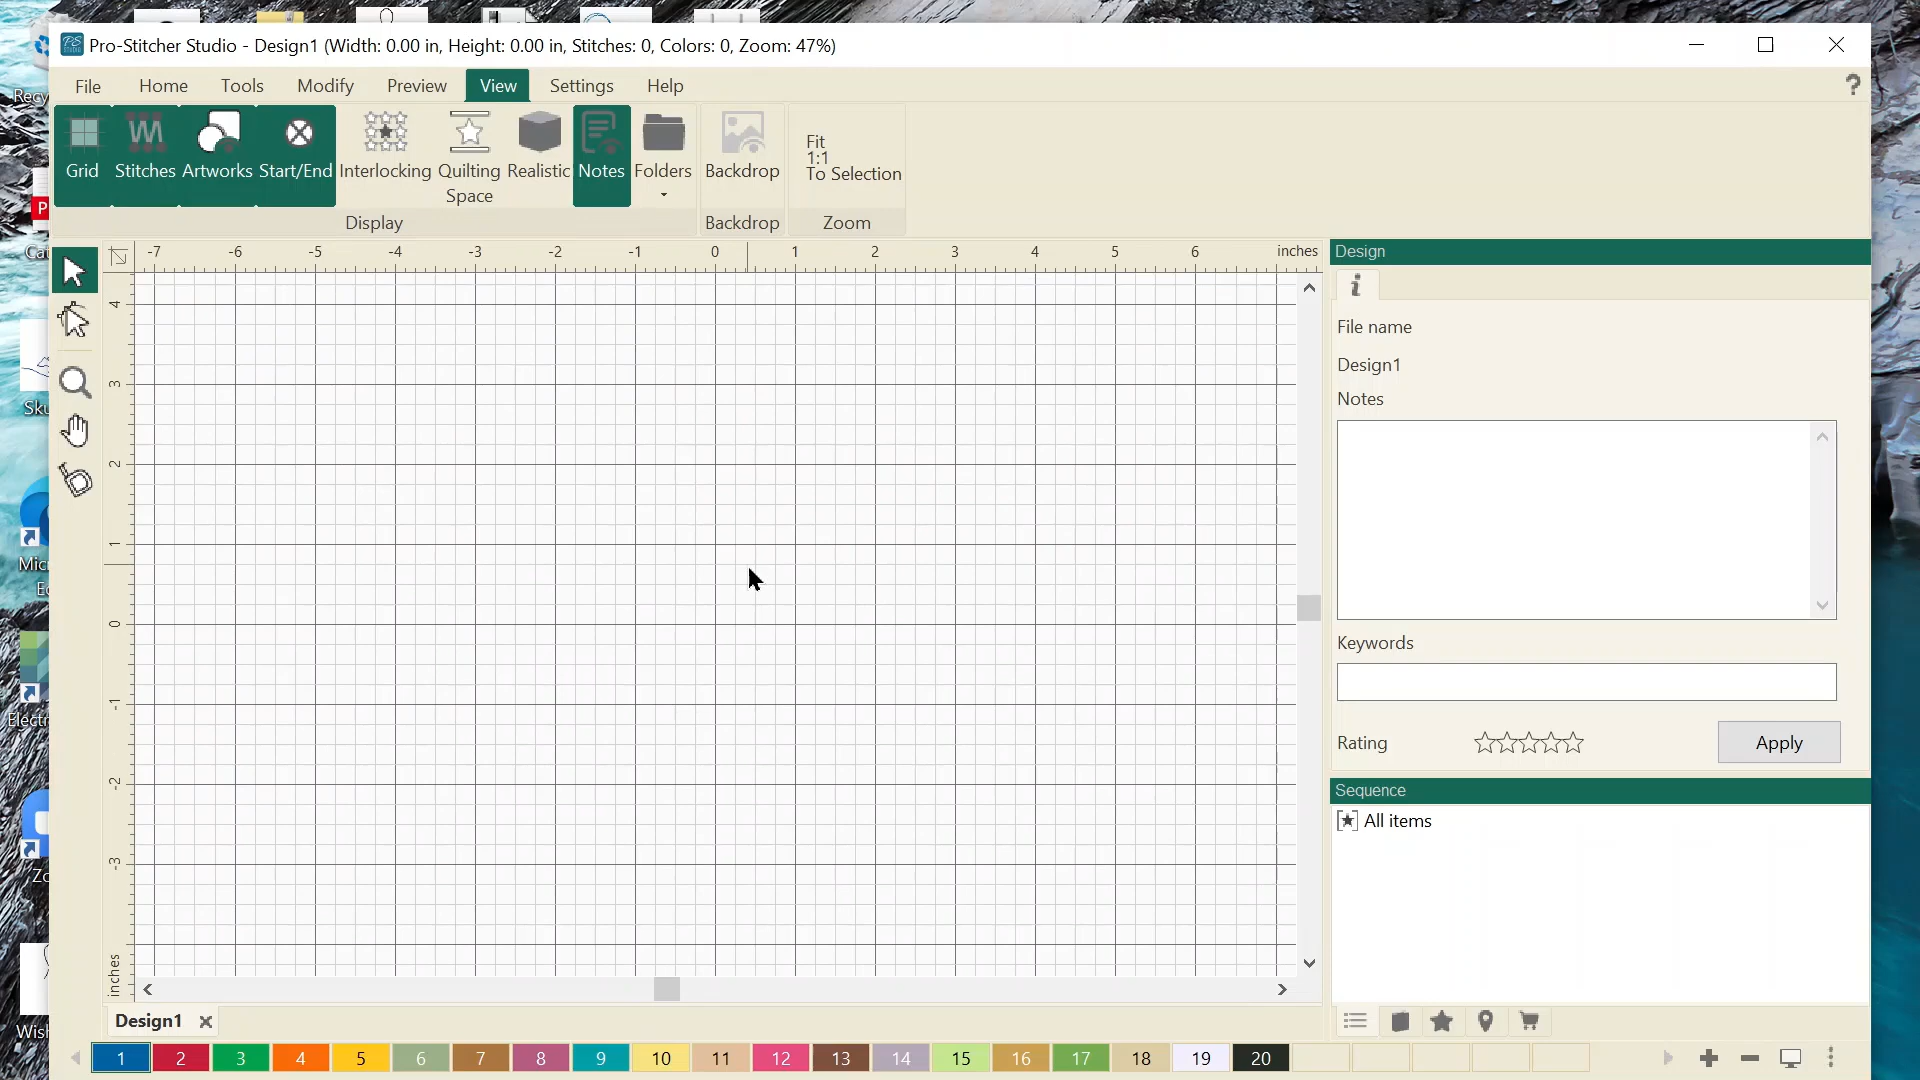 Pro-Stitcher Studio - Design1 (Width: 0.00 in, Height: 0.00 in, Stitches: 0, Colors: 0, Zoom: 47%)
File Home Tools Modify Preview View Settings Help ?
Grid Stitches Artworks Start/End Interlocking Quilting Space Realistic Notes Folders Backdrop
Fit
1:1
To Selection
Display Backdrop Zoom
-7 -6 -5 -4 -3 -2 -1 0 1 2 3 4 5 6 inches
4
3
2
1
0
-1
-2
-3
inches
Design
i
File name
Design1
Notes
Keywords
Rating Apply
Sequence
All items
Design1
1 2 3 4 5 6 7 8 9 10 11 12 13 14 15 16 17 18 19 20